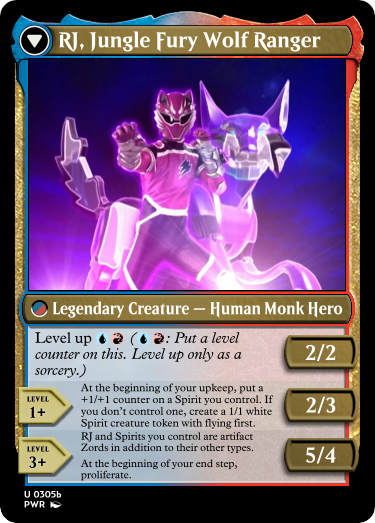 RJ, Jungle Fury Wolf Ranger
Legendary Creature — Human Monk Hero
Level up ( : Put a level
counter on this. Level up only as a
sorcery.)
2/2
LEVEL
1+
At the beginning of your upkeep, put a
+1/+1 counter on a Spirit you control. If
you don't control one, create a 1/1 white
Spirit creature token with flying first.
2/3
LEVEL
3+
RJ and Spirits you control are artifact
Zords in addition to their other types.
At the beginning of your end step,
proliferate.
5/4
U 0305b
PWR